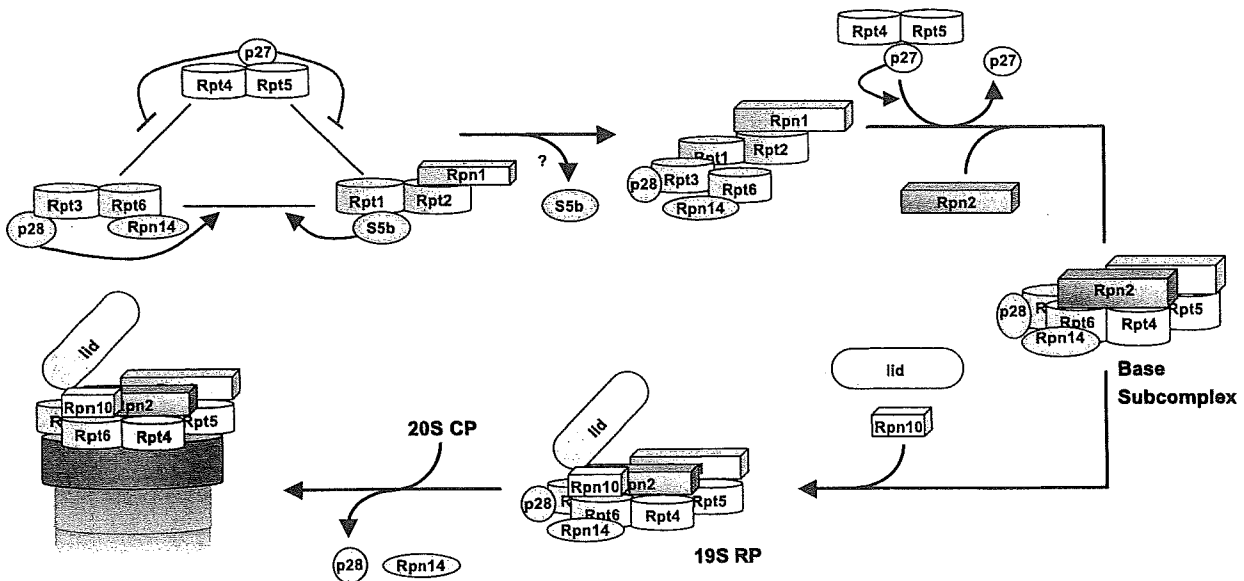 p27
Rpt4 Rpt5
Rpt3 Rpt6
p28 Rpn14
Rpn1
Rpt1 Rpt2
S5b
?
S5b
Rpn1
Rpt1 Rpt2
p28 Rpt3 Rpt6
Rpn14
Rpt4 Rpt5
p27
p27
Rpn2
Rpn2
p28 R Rpt6 Rpt4 Rpt5
Rpn14
Base
Subcomplex
lid
Rpn10
lid
Rpn10 pn2
p28 R Rpt6 Rpt4 Rpt5
Rpn14
19S RP
20S CP
p28 Rpn14
lid
Rpn10 pn2
R Rpt6 Rpt4 Rpt5